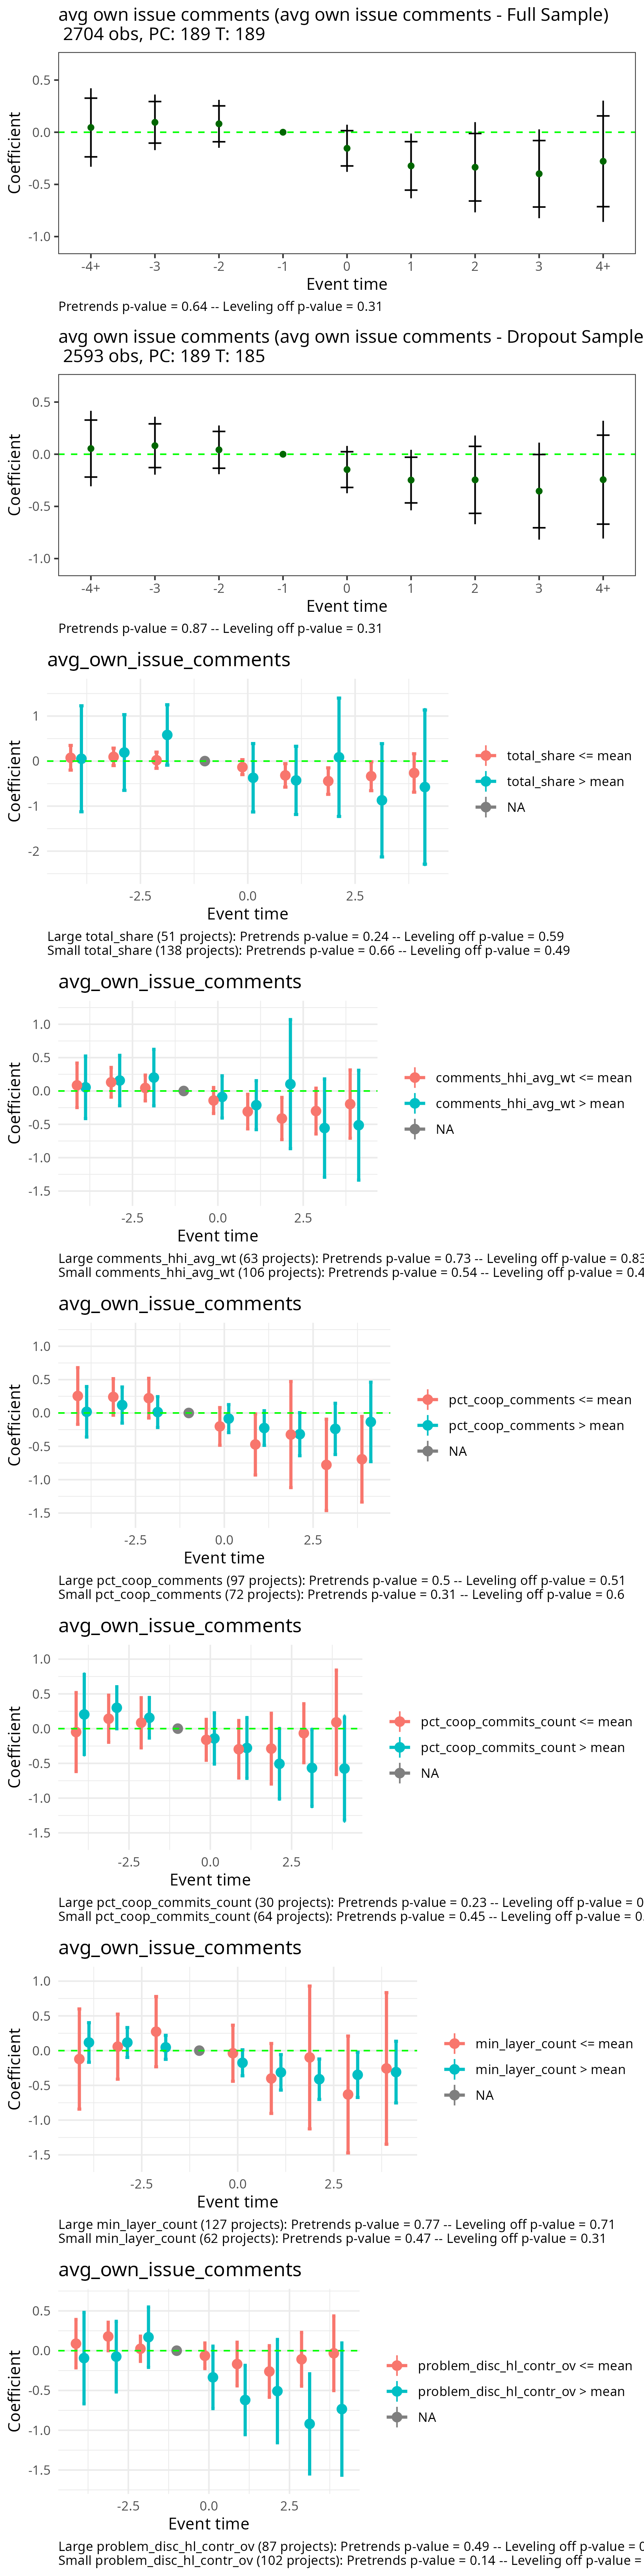 avg own issue comments (avg own issue comments - Full Sample)
2704 obs, PC: 189 T: 189
0.5
0.0
-0.5
-1.0
Coefficient
-4+ -3 -2 -1 0 1 2 3 4+
Event time
Pretrends p-value = 0.64 -- Leveling off p-value = 0.31
avg own issue comments (avg own issue comments - Dropout Sample
2593 obs, PC: 189 T: 185
0.5
0.0
-0.5
-1.0
Coefficient
-4+ -3 -2 -1 0 1 2 3 4+
Event time
Pretrends p-value = 0.87 -- Leveling off p-value = 0.31
avg_own_issue_comments
1
0
-1
-2
Coefficient
-2.5 0.0 2.5
Event time
total_share <= mean
total_share > mean
NA
Large total_share (51 projects): Pretrends p-value = 0.24 -- Leveling off p-value = 0.59
Small total_share (138 projects): Pretrends p-value = 0.66 -- Leveling off p-value = 0.49
avg_own_issue_comments
1.0
0.5
0.0
-0.5
-1.0
-1.5
Coefficient
-2.5 0.0 2.5
Event time
comments_hhi_avg_wt <= mean
comments_hhi_avg_wt > mean
NA
Large comments_hhi_avg_wt (63 projects): Pretrends p-value = 0.73 -- Leveling off p-value = 0.83
Small comments_hhi_avg_wt (106 projects): Pretrends p-value = 0.54 -- Leveling off p-value = 0.4
avg_own_issue_comments
1.0
0.5
0.0
-0.5
-1.0
-1.5
Coefficient
-2.5 0.0 2.5
Event time
pct_coop_comments <= mean
pct_coop_comments > mean
NA
Large pct_coop_comments (97 projects): Pretrends p-value = 0.5 -- Leveling off p-value = 0.51
Small pct_coop_comments (72 projects): Pretrends p-value = 0.31 -- Leveling off p-value = 0.6
avg_own_issue_comments
1.0
0.5
0.0
-0.5
-1.0
-1.5
Coefficient
-2.5 0.0 2.5
Event time
pct_coop_commits_count <= mean
pct_coop_commits_count > mean
NA
Large pct_coop_commits_count (30 projects): Pretrends p-value = 0.23 -- Leveling off p-value = 0
Small pct_coop_commits_count (64 projects): Pretrends p-value = 0.45 -- Leveling off p-value = 0.
avg_own_issue_comments
1.0
0.5
0.0
-0.5
-1.0
-1.5
Coefficient
-2.5 0.0 2.5
Event time
min_layer_count <= mean
min_layer_count > mean
NA
Large min_layer_count (127 projects): Pretrends p-value = 0.77 -- Leveling off p-value = 0.71
Small min_layer_count (62 projects): Pretrends p-value = 0.47 -- Leveling off p-value = 0.31
avg_own_issue_comments
0.5
0.0
-0.5
-1.0
-1.5
Coefficient
-2.5 0.0 2.5
Event time
problem_disc_hl_contr_ov <= mean
problem_disc_hl_contr_ov > mean
NA
Large problem_disc_hl_contr_ov (87 projects): Pretrends p-value = 0.49 -- Leveling off p-value = 0
Small problem_disc_hl_contr_ov (102 projects): Pretrends p-value = 0.14 -- Leveling off p-value =